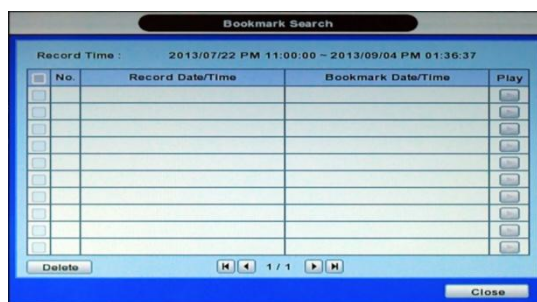 Bookmark Search
Record Time : 2013/07/22 PM 11:00:00 ~ 2013/09/04 PM 01:36:37
No. Record Date/Time Bookmark Date/Time Play
Delete 1 / 1
Close